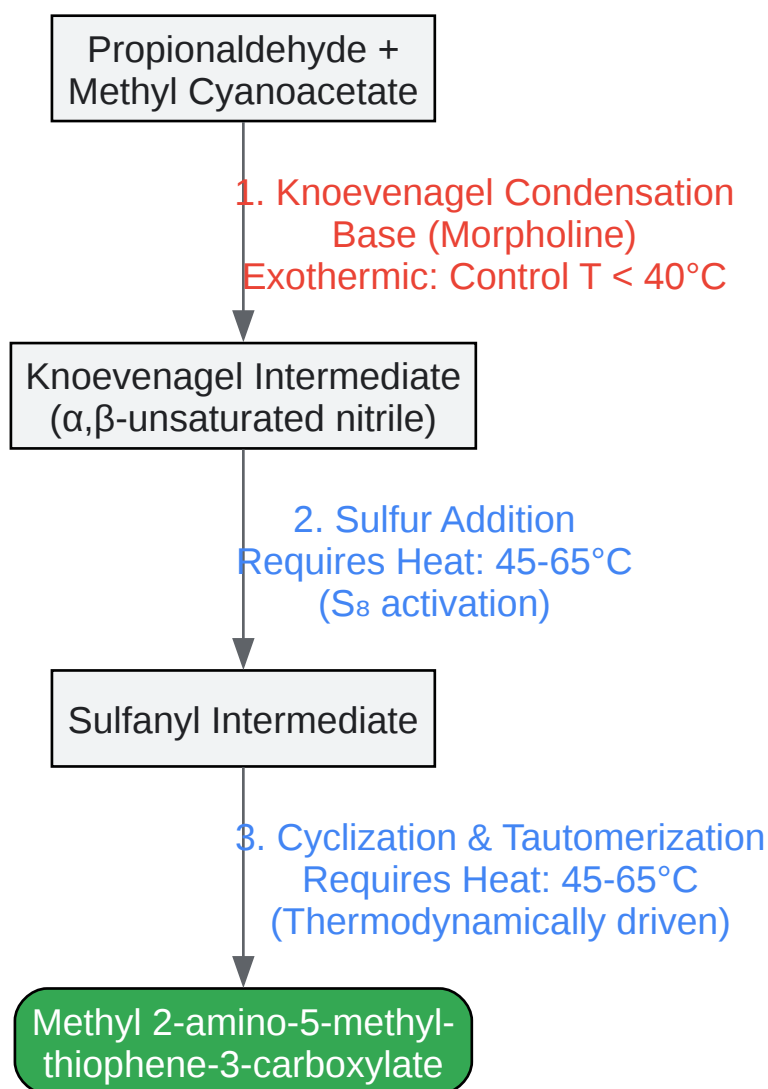 Propionaldehyde +
Methyl Cyanoacetate
1. Knoevenagel Condensation
Base (Morpholine)
Exothermic: Control T < 40°C
Knoevenagel Intermediate
(α,β-unsaturated nitrile)
2. Sulfur Addition
Requires Heat: 45-65°C
(S₈ activation)
Sulfanyl Intermediate
3. Cyclization & Tautomerization
Requires Heat: 45-65°C
(Thermodynamically driven)
Methyl 2-amino-5-methyl-
thiophene-3-carboxylate